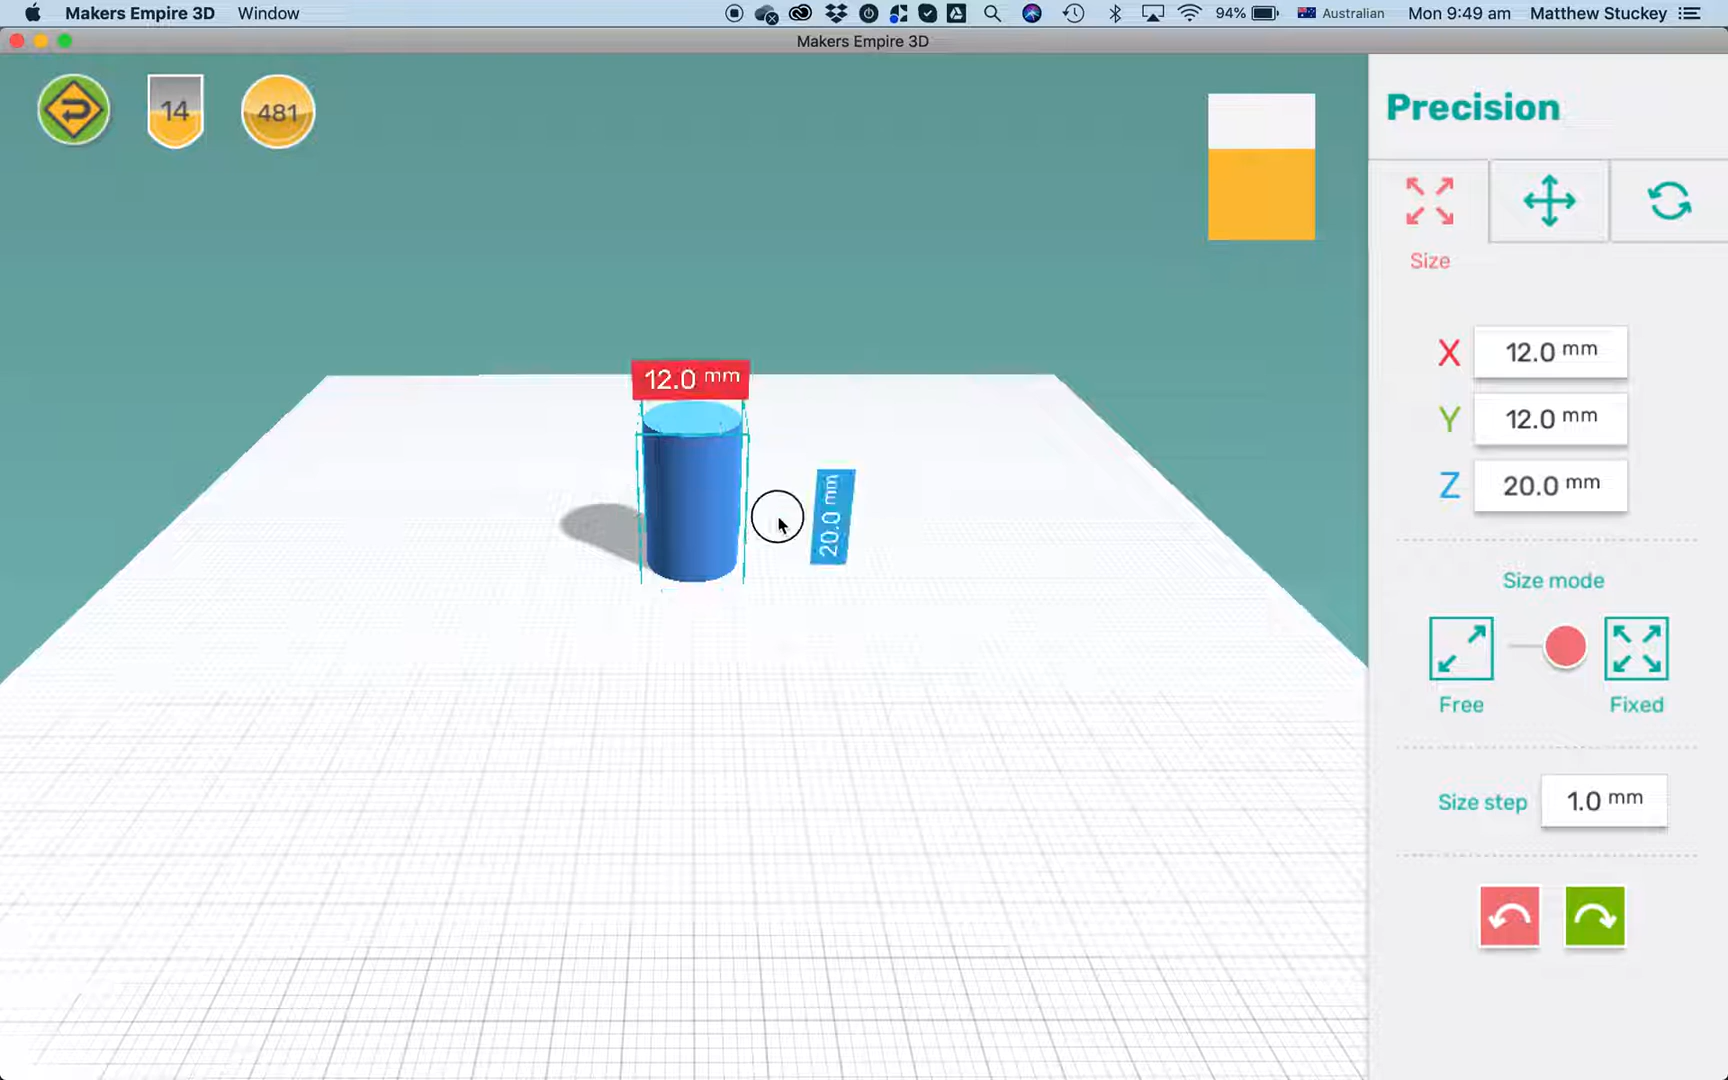 Makers Empire 3D Window 94% Australian Mon 9:49 am Matthew Stuckey
Makers Empire 3D
14 481
Precision
Size
12.0 mm
X 12.0 mm
Y 12.0 mm
20.0 mm
Z 20.0 mm
Size mode
Free Fixed
Size step 1.0 mm